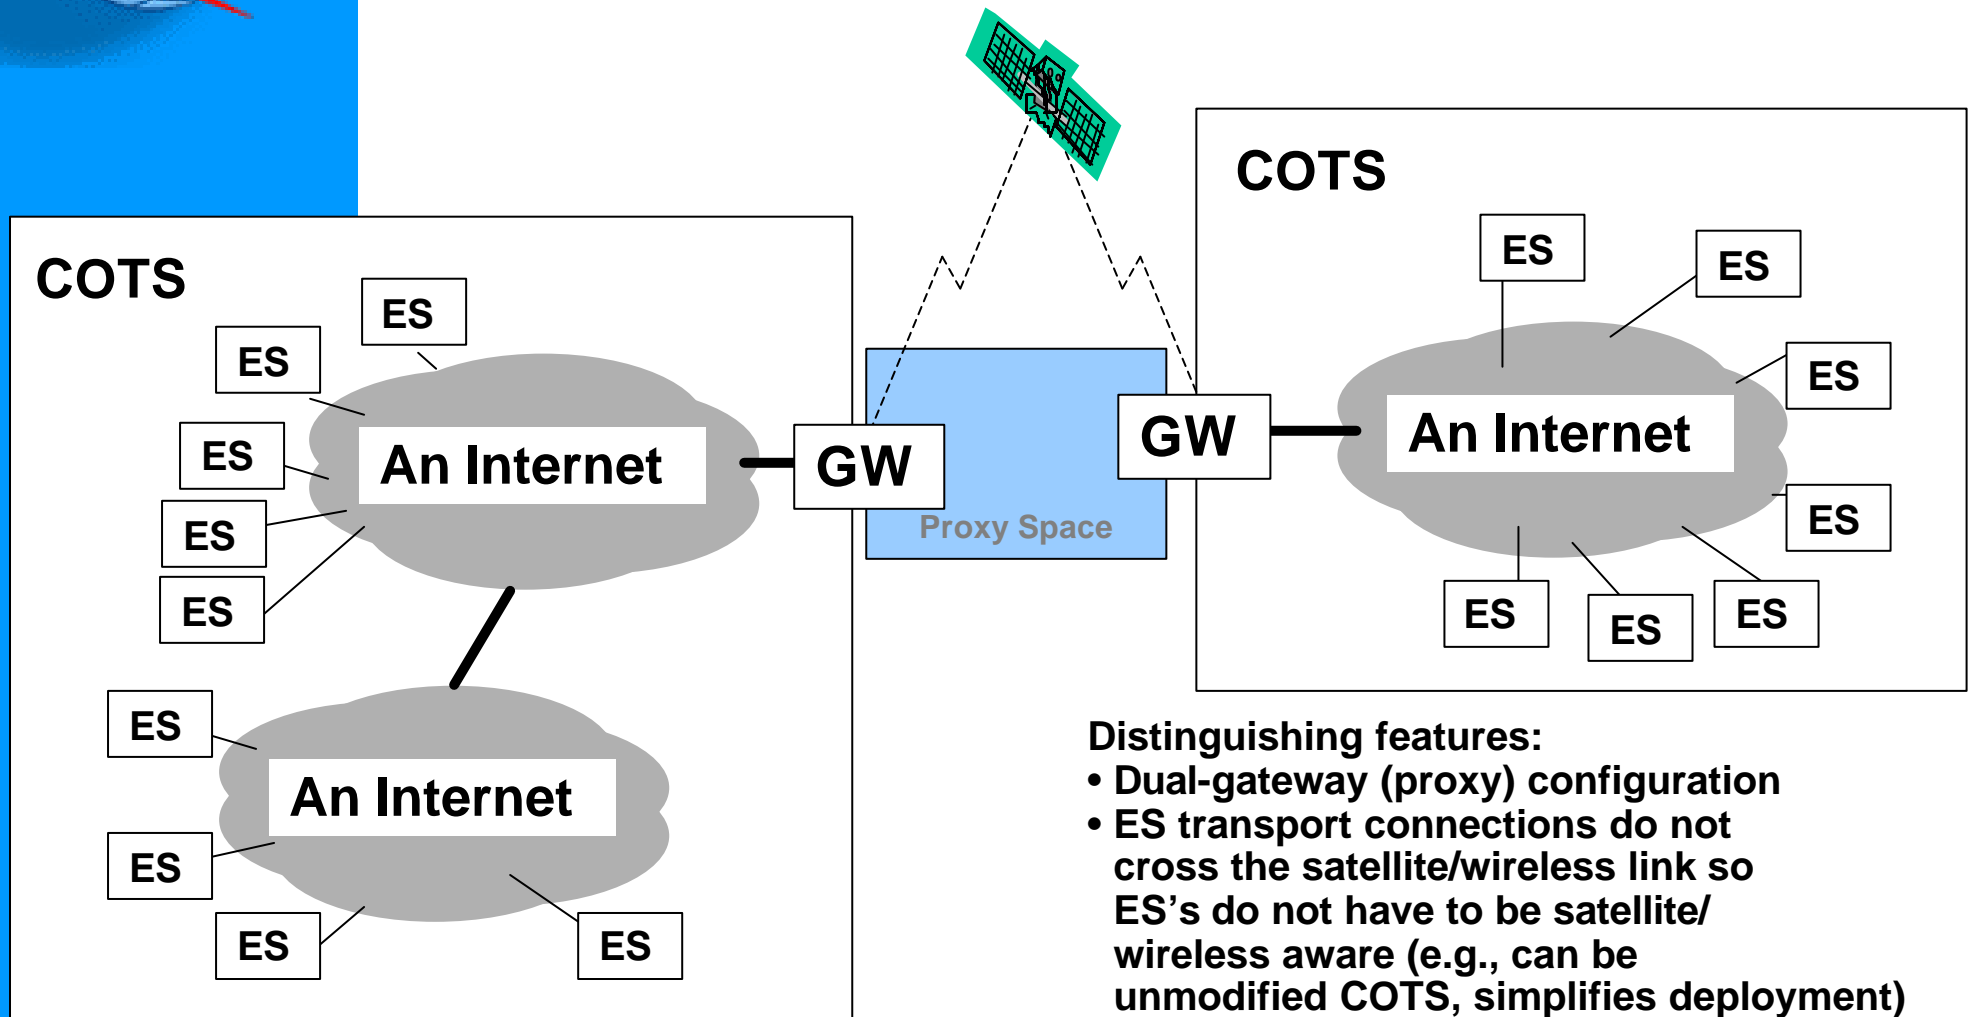 COTS
COTS
ES
ES
ES
ES
ES
ES
An Internet
GW
Proxy Space
GW
An Internet
ES
ES
ES
ES
ES
ES
ES
ES
An Internet
ES
ES
ES
ES
Distinguishing features:
• Dual-gateway (proxy) configuration
• ES transport connections do not
cross the satellite/wireless link so
ES’s do not have to be satellite/
wireless aware (e.g., can be
unmodified COTS, simplifies deployment)